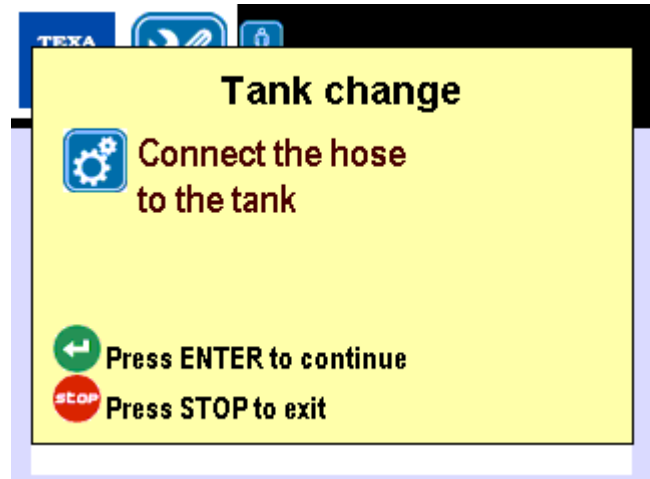 TEXA
Tank change
Connect the hose
to the tank
Press ENTER to continue
stop
Press STOP to exit